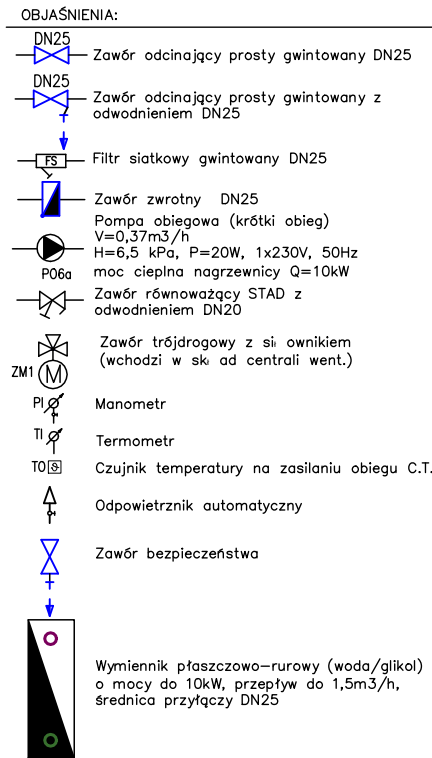 OBJAŚNIENIA:
DN25
Zawór odcinający prosty gwintowany DN25
DN25
Zawór odcinający prosty gwintowany z
odwodnieniem DN25
FS
Filtr siatkowy gwintowany DN25
Zawór zwrotny DN25
Pompa obiegowa (krótki obieg)
V=0,37m3/h
H=6,5 kPa, P=20W, 1x230V, 50Hz
P06a
moc cieplna nagrzewnicy Q=10kW
Zawór równoważący STAD z
odwodnieniem DN20
Zawór trójdrogowy z siłownikiem
(wchodzi w skład centrali went.)
ZM1
M
PI
Manometr
TI
Termometr
TO
Czujnik temperatury na zasilaniu obiegu C.T.
Odpowietrznik automatyczny
Zawór bezpieczeństwa
Wymiennik płaszczowo-rurowy (woda/glikol)
o mocy do 10kW, przepływ do 1,5m3/h,
średnica przyłączy DN25